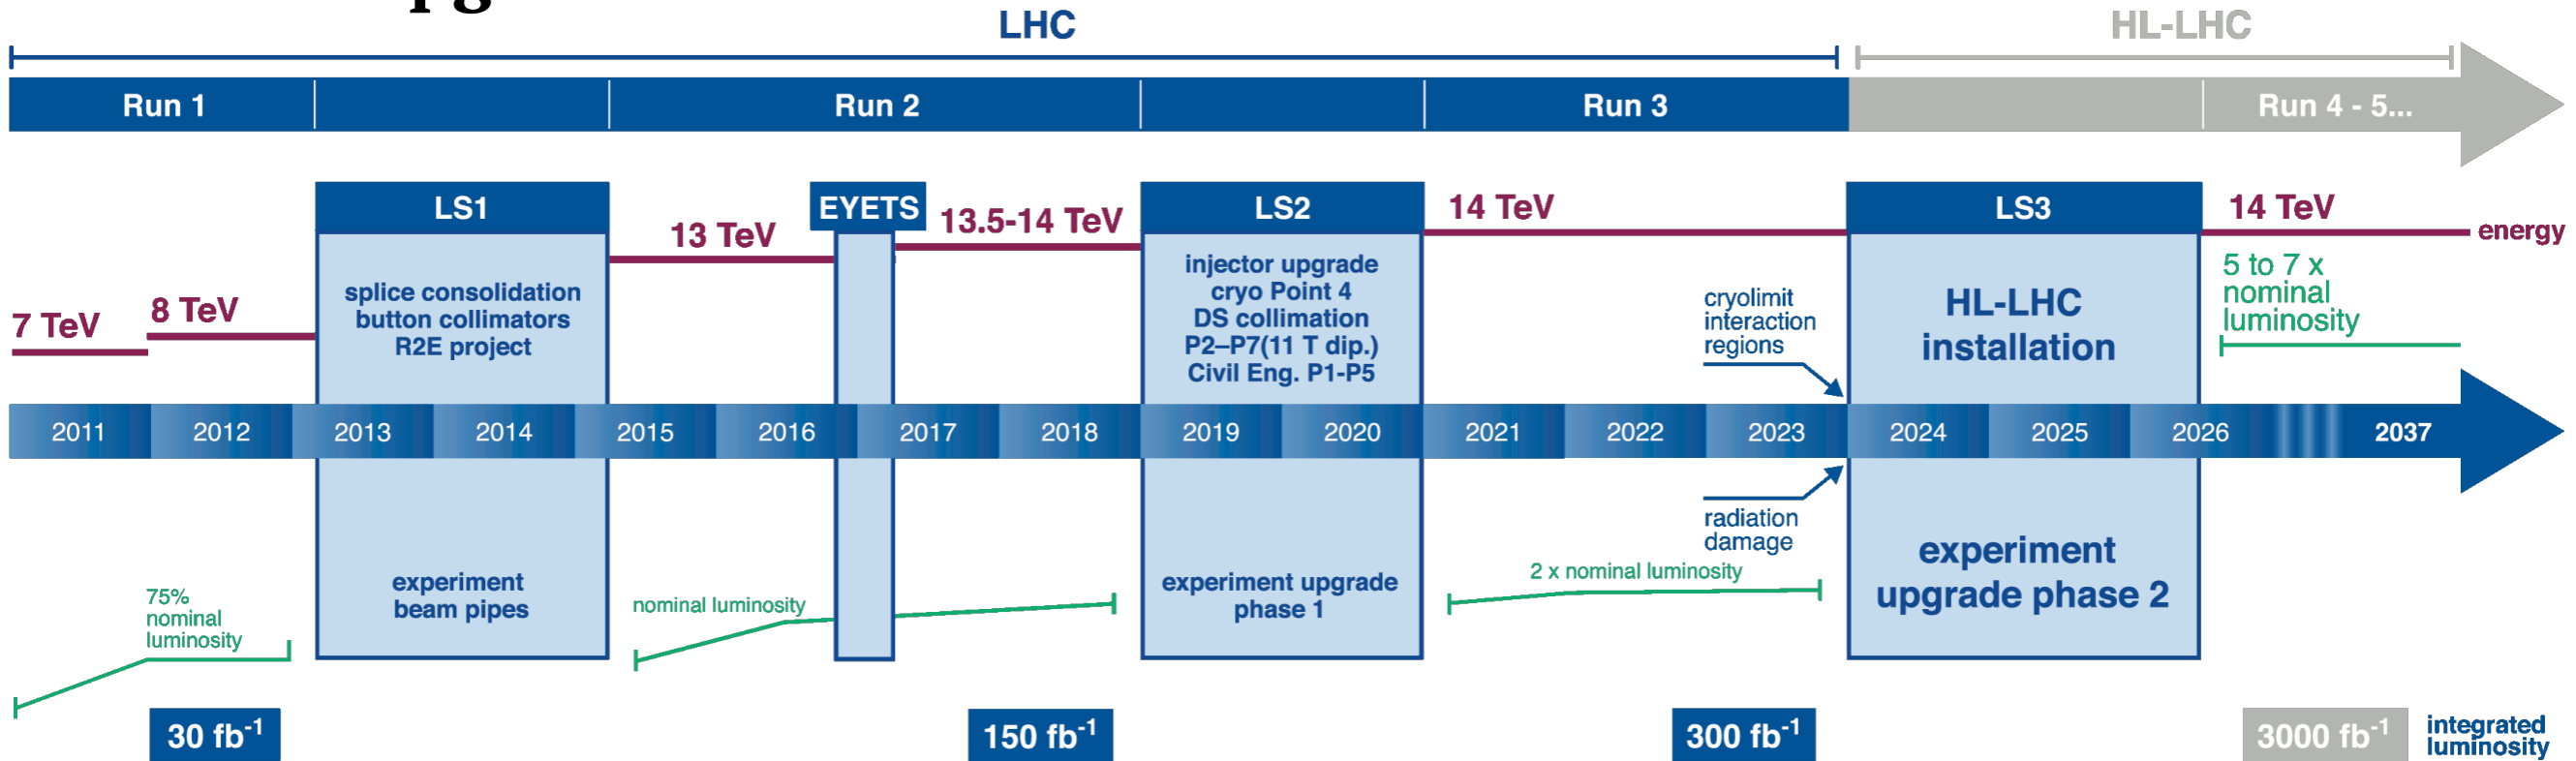 LHC
HL-LHC
Run 1
Run 2
Run 3
Run 4 - 5...
LS1
EYETS
LS2
LS3
7 TeV
8 TeV
13 TeV
13.5-14 TeV
14 TeV
14 TeV
energy
splice consolidation
button collimators
R2E project
injector upgrade
cryo Point 4
DS collimation
P2–P7(11 T dip.)
Civil Eng. P1-P5
cryolimit
interaction
regions
HL-LHC
installation
5 to 7 x
nominal
luminosity
2011
2012
2013
2014
2015
2016
2017
2018
2019
2020
2021
2022
2023
2024
2025
2026
2037
radiation
damage
75%
nominal
luminosity
experiment
beam pipes
nominal luminosity
experiment upgrade
phase 1
2 x nominal luminosity
experiment
upgrade phase 2
30 fb-1
150 fb-1
300 fb-1
3000 fb-1
integrated
luminosity